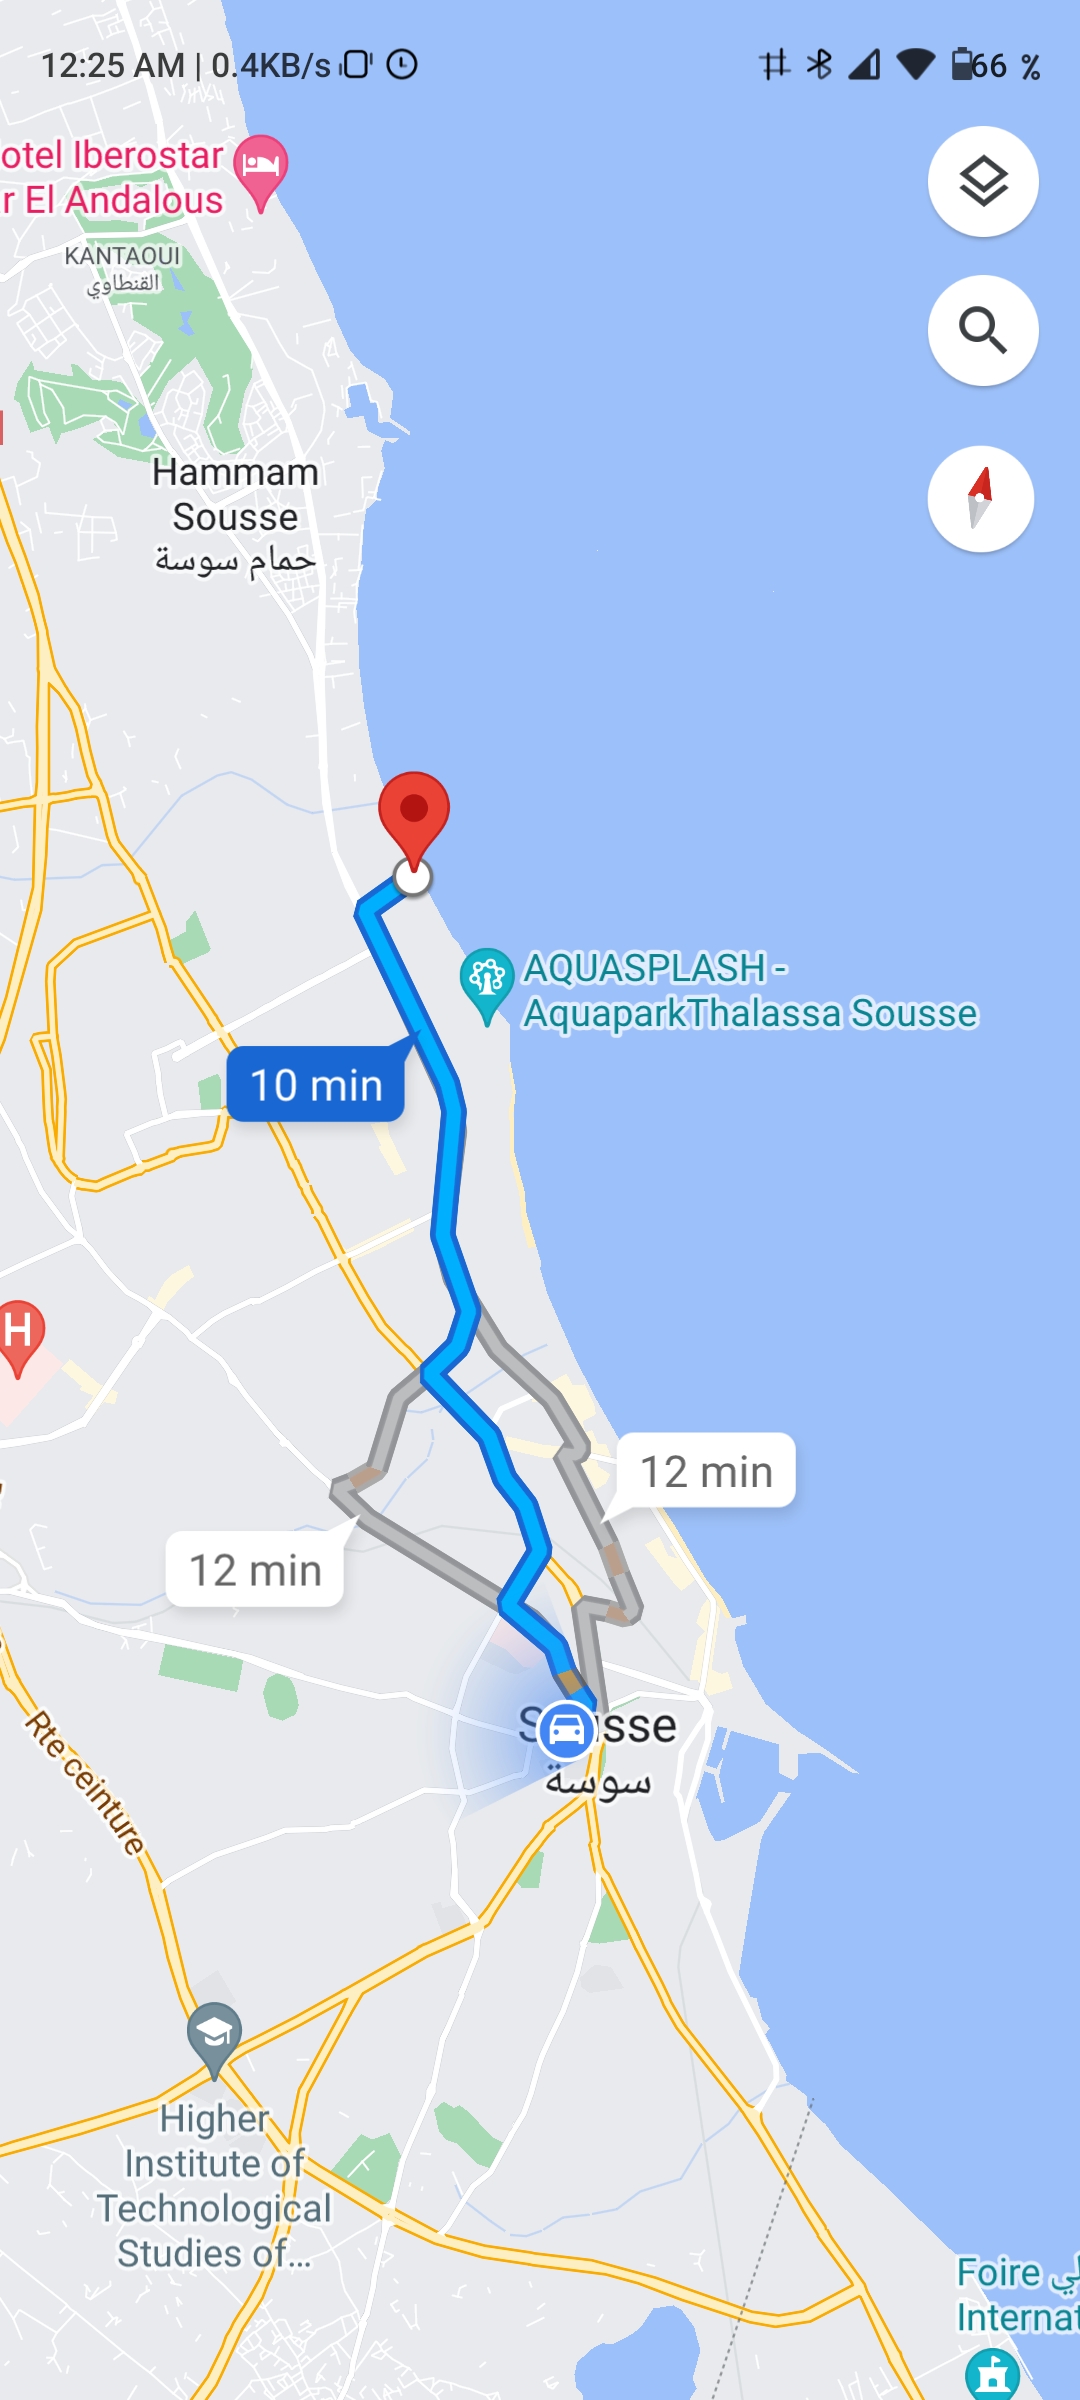 12:25 AM | 0.4KB/s
66 %
otel Iberostar
r El Andalous
KANTAOUI
القنطاوي
Hammam
Sousse
حمام سوسة
AQUASPLASH -
AquaparkThalassa Sousse
10 min
H
12 min
12 min
S sse
سوسة
Rte ceinture
Higher
Institute of
Technological
Studies of...
Foire
Internat